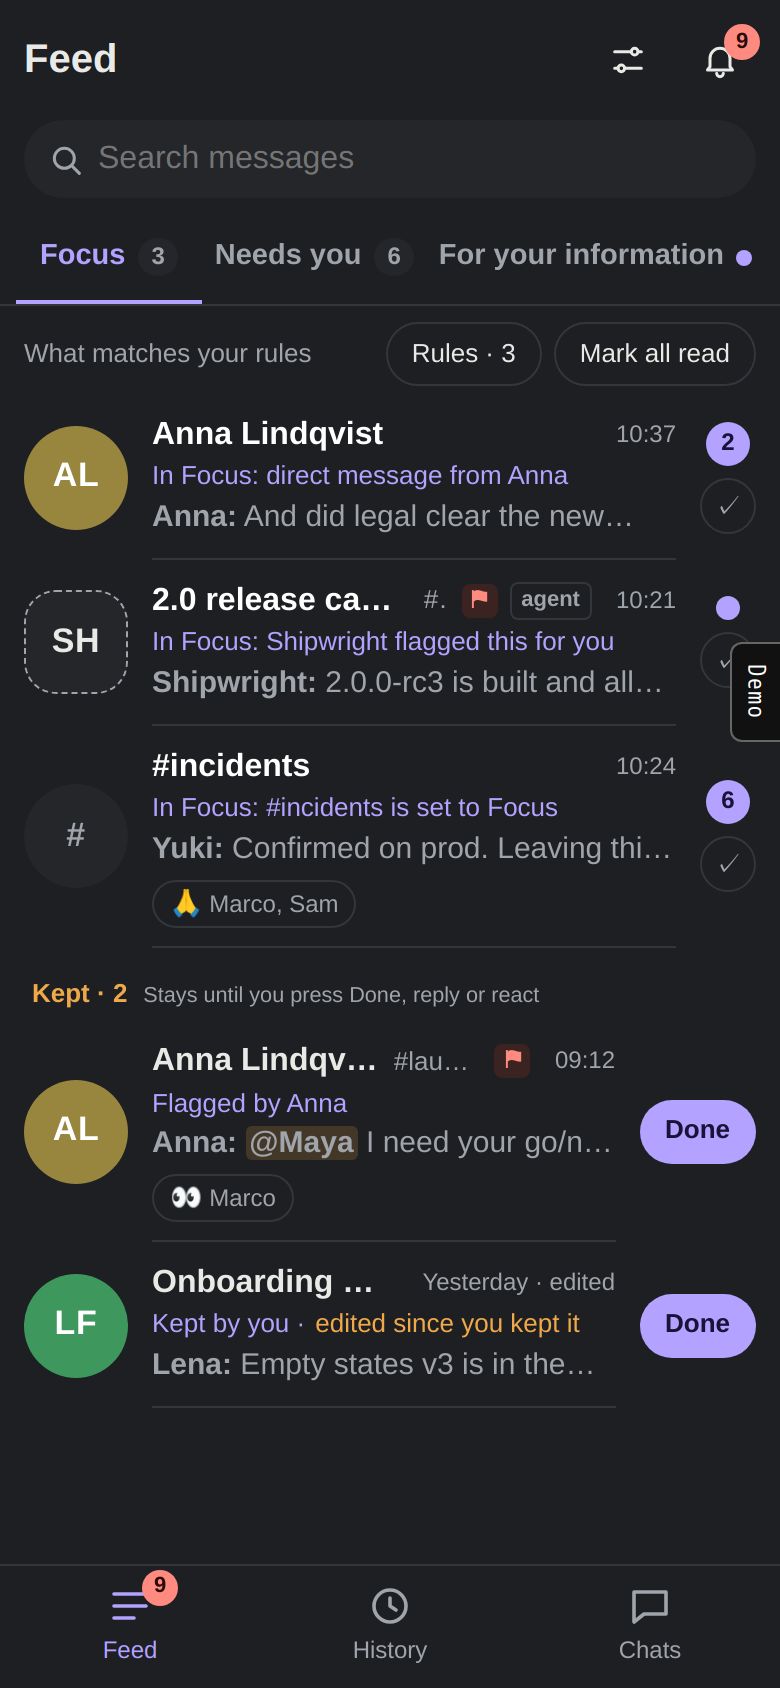 Feed
9
Search messages
Focus 3 Needs you 6 For your information
What matches your rules Rules · 3 Mark all read
AL Anna Lindqvist 10:37 2
In Focus: direct message from Anna
Anna: And did legal clear the new…
SH 2.0 release ca… #. agent 10:21
In Focus: Shipwright flagged this for you
Shipwright: 2.0.0-rc3 is built and all…
Demo
# #incidents 10:24 6
In Focus: #incidents is set to Focus
Yuki: Confirmed on prod. Leaving thi…
🙏 Marco, Sam
Kept · 2 Stays until you press Done, reply or react
AL Anna Lindqv… #lau… 09:12
Flagged by Anna
Anna: @Maya I need your go/n… Done
👀 Marco
LF Onboarding … Yesterday · edited
Kept by you · edited since you kept it Done
Lena: Empty states v3 is in the…
9
Feed History Chats